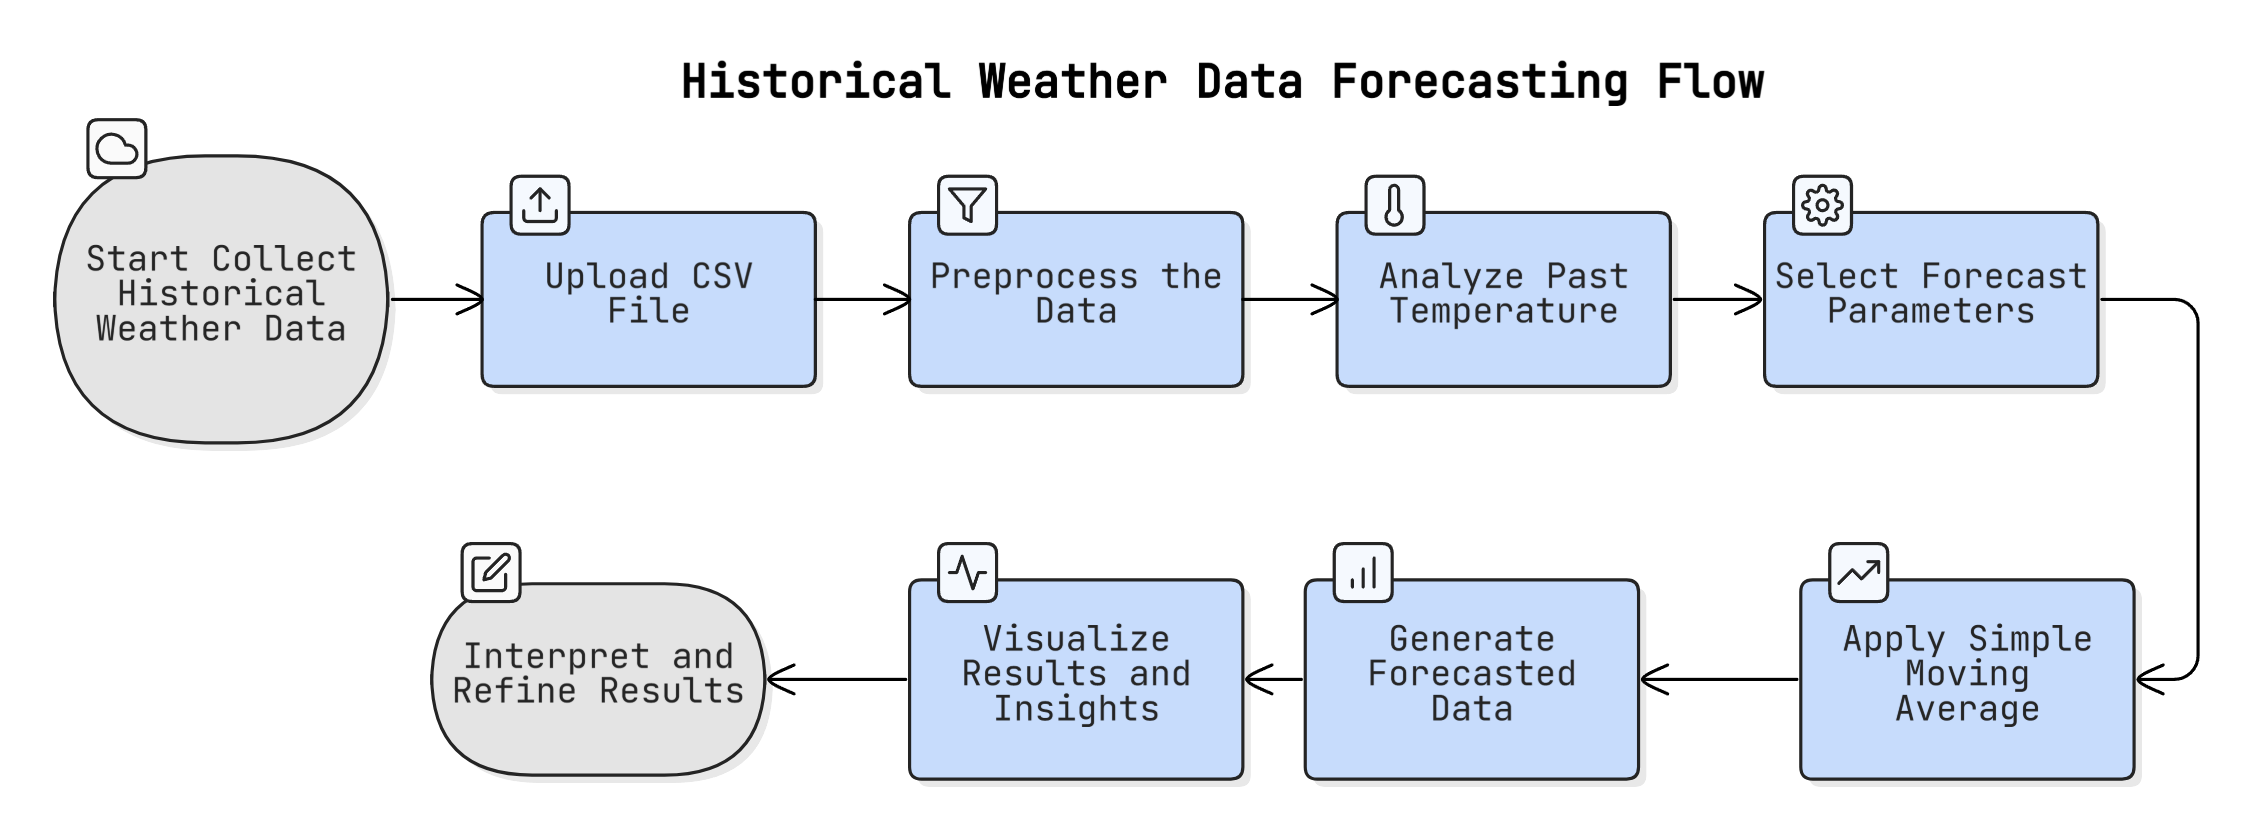 Historical Weather Data Forecasting Flow
Start Collect
Historical
Weather Data
Upload CSV
File
Preprocess the
Data
Analyze Past
Temperature
Select Forecast
Parameters
Apply Simple
Moving
Average
Generate
Forecasted
Data
Visualize
Results and
Insights
Interpret and
Refine Results